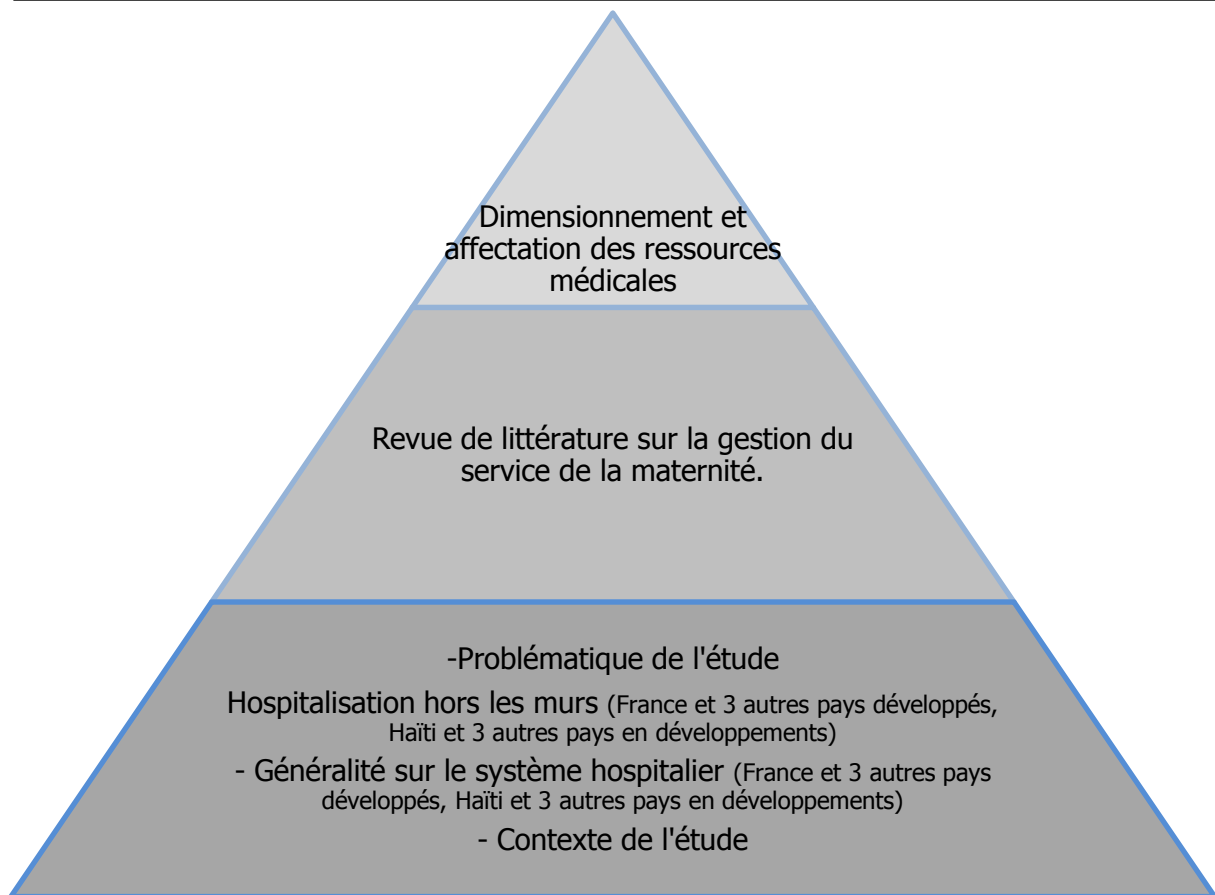 Dimensionnement et
affectation des ressources
médicales
Revue de littérature sur la gestion du
service de la maternité.
-Problématique de l'étude
Hospitalisation hors les murs (France et 3 autres pays développés,
Haïti et 3 autres pays en développements)
- Généralité sur le système hospitalier (France et 3 autres pays
développés, Haïti et 3 autres pays en développements)
- Contexte de l'étude